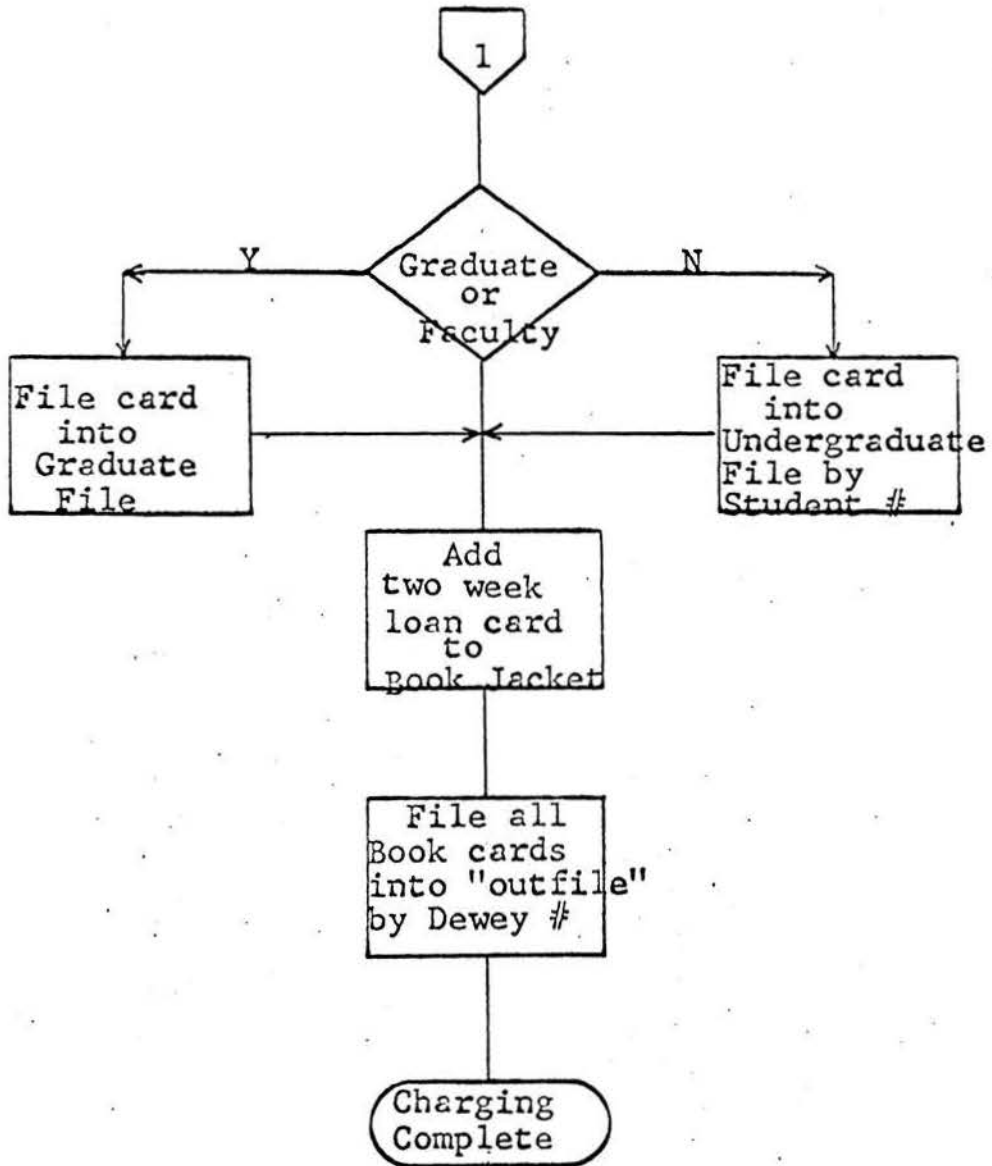 1
Graduate
or
Faculty
Y
N
File card
into
Graduate
File
File card
into
Undergraduate
File by
Student #
Add
two week
loan card
to
Book Jacket
File all
Book cards
into "outfile"
by Dewey #
Charging
Complete